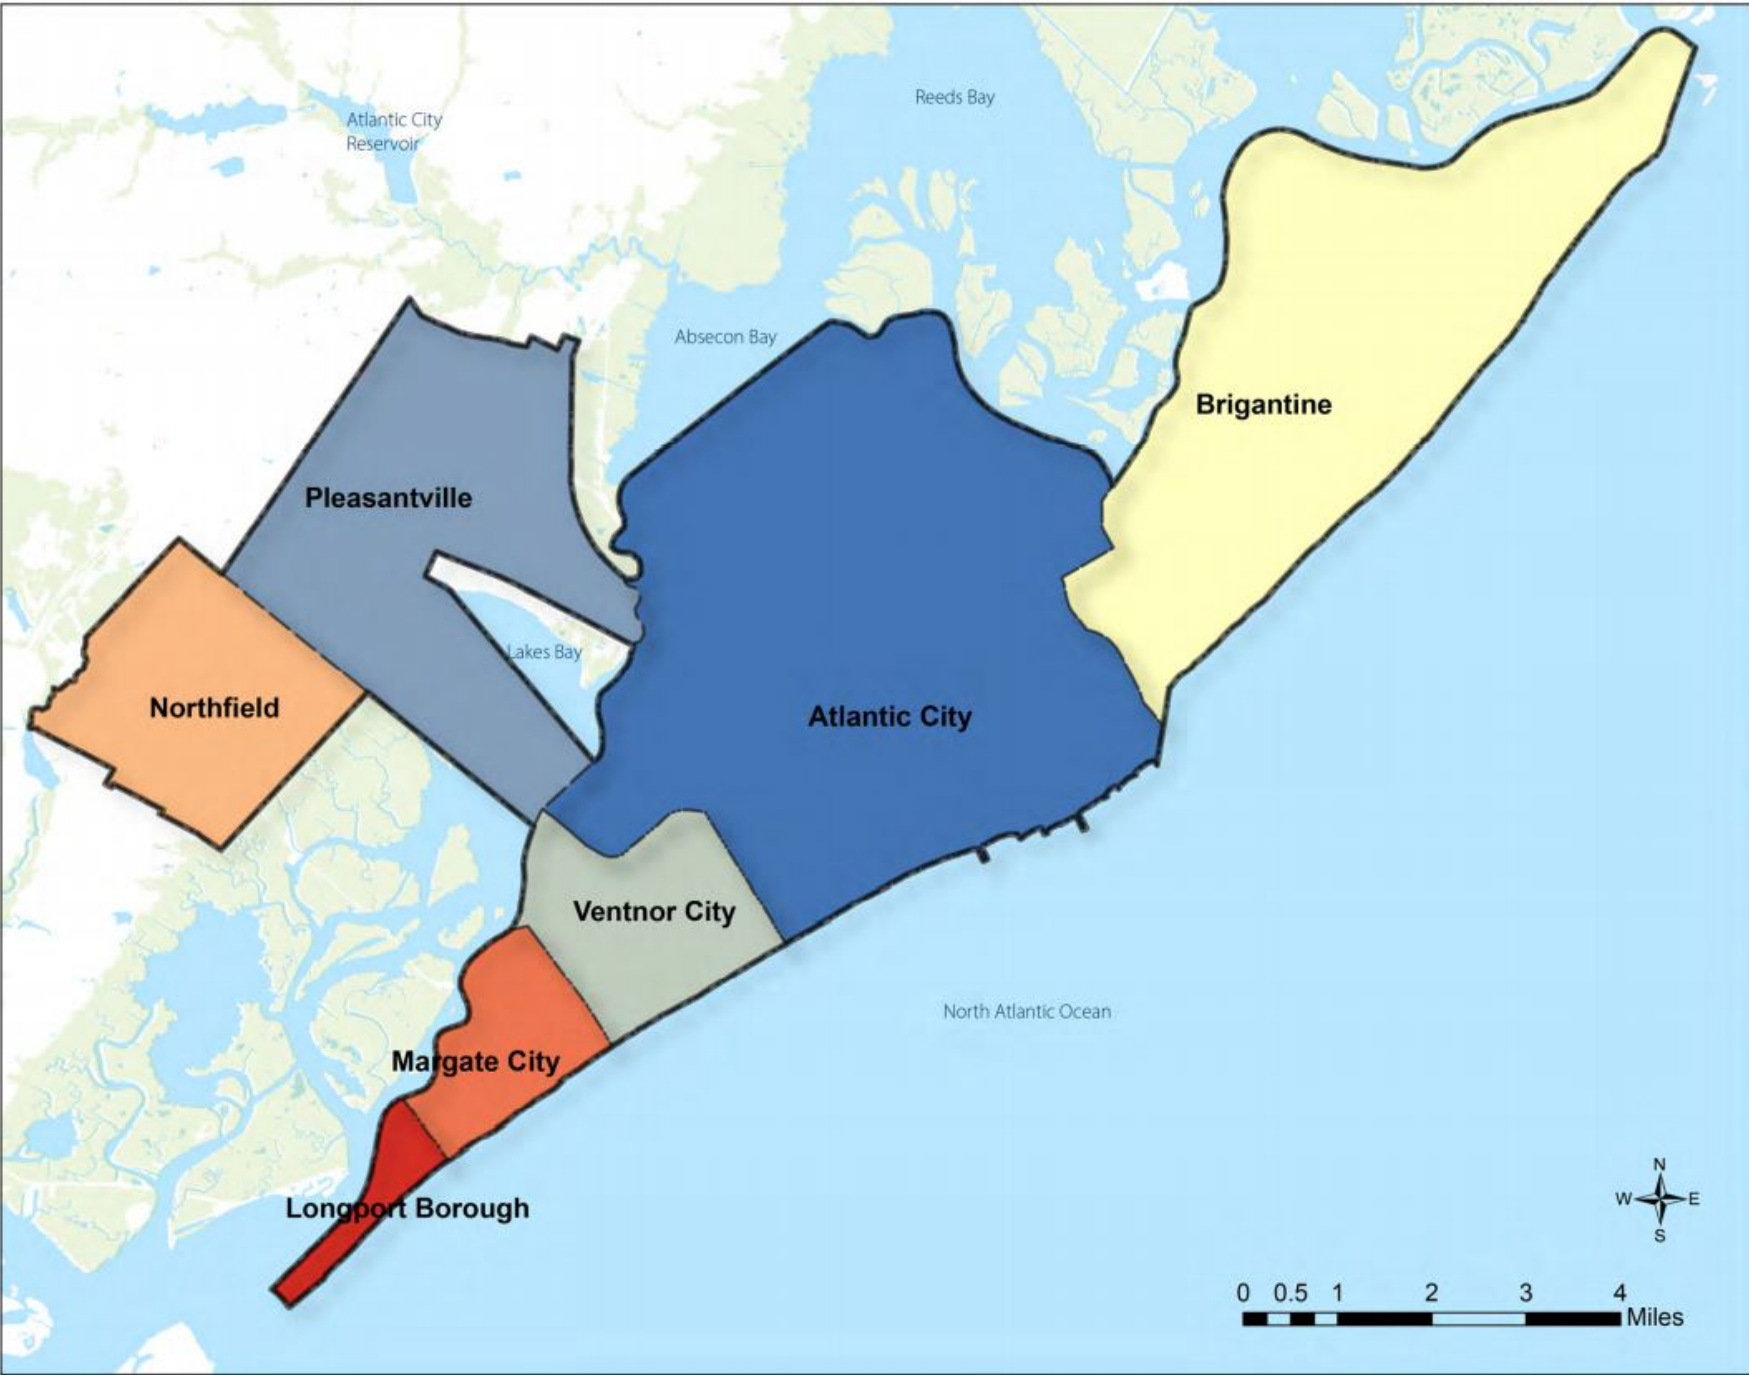 Reeds Bay
Atlantic City
Reservoir
Absecon Bay
Brigantine
Pleasantville
Lakes Bay
Northfield
Atlantic City
Ventnor City
North Atlantic Ocean
Margate City
Longport Borough
N
W E
S
0 0.5 1 2 3 4
Miles